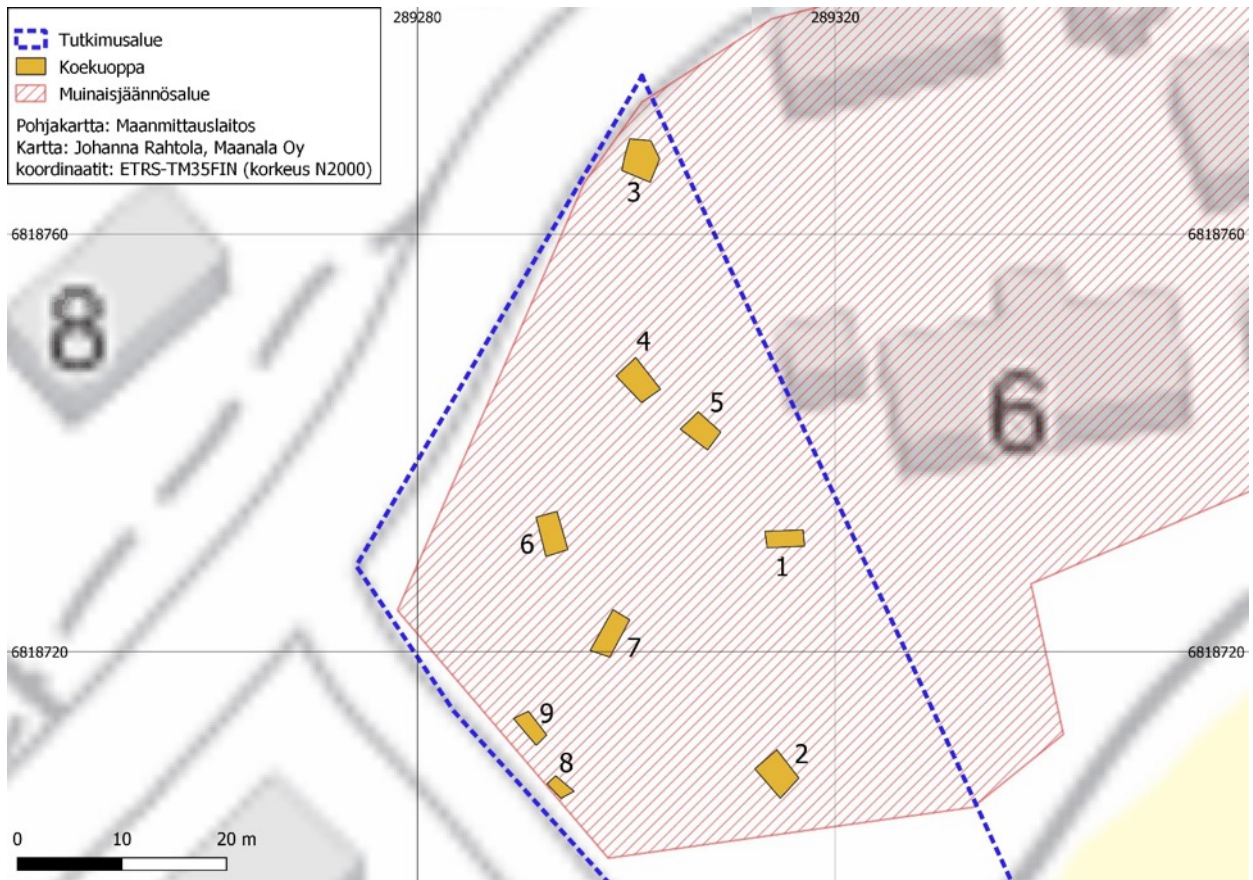 289280
289320
Tutkimusalue
Koekuoppa
Muinaisjäännösalue
Pohjakartta: Maanmittauslaitos
Kartta: Johanna Rahtola, Maanala Oy
koordinaatit: ETRS-TM35FIN (korkeus N2000)
3
6818760
6818760
8
4
5
6
6
1
7
6818720
6818720
9
8
2
0
10
20 m